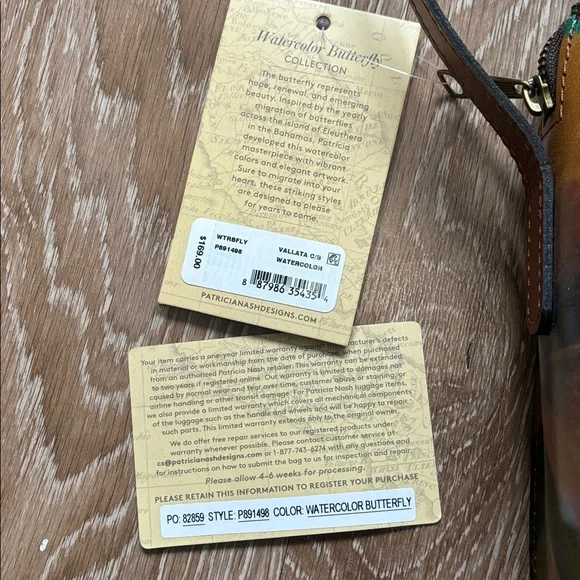 Watercolor Butterfly
COLLECTION
The butterfly represents
hope, renewal, and emerging
beauty. Inspired by the yearly
migration of butterflies
across the island of Eleuthera
in the Bahamas, Patricia
developed this watercolor
masterpiece with vibrant
colors and elegant artwork.
Sure to migrate into your
heart, these striking styles
are designed to please
for years to come
$169.00
WTRBFLY VALLATA C/B
P891498 WATERCOLOR
8 87986 35435 4
PATRICIANASHDESIGNS.COM
Your item carries a one-year limited warranty against manufacturer's defects
in material or workmanship from the date of purchase, when purchased
from an authorized Patricia Nash retailer. This warranty can be extended
to two years if registered online. Our warranty is limited to damages not
caused by normal wear and tear over time, customer abuse or staining, or
airline handling or other transit damage. For Patricia Nash luggage items,
we also provide a limited warranty which covers all mechanical components
of the luggage such as the handle and wheels and will be happy to repair
such parts. This limited warranty extends only to the original owner.
We do offer free repair services to our registered products under
warranty whenever possible. Please contact customer service at
cs@patricianashdesigns.com or 1-877-743-6274 with any questions and
for instructions on how to submit the bag to us for inspection and repair.
Please allow 4-6 weeks for processing.
PLEASE RETAIN THIS INFORMATION TO REGISTER YOUR PURCHASE
PO: 82859 STYLE: P891498 COLOR: WATERCOLOR BUTTERFLY